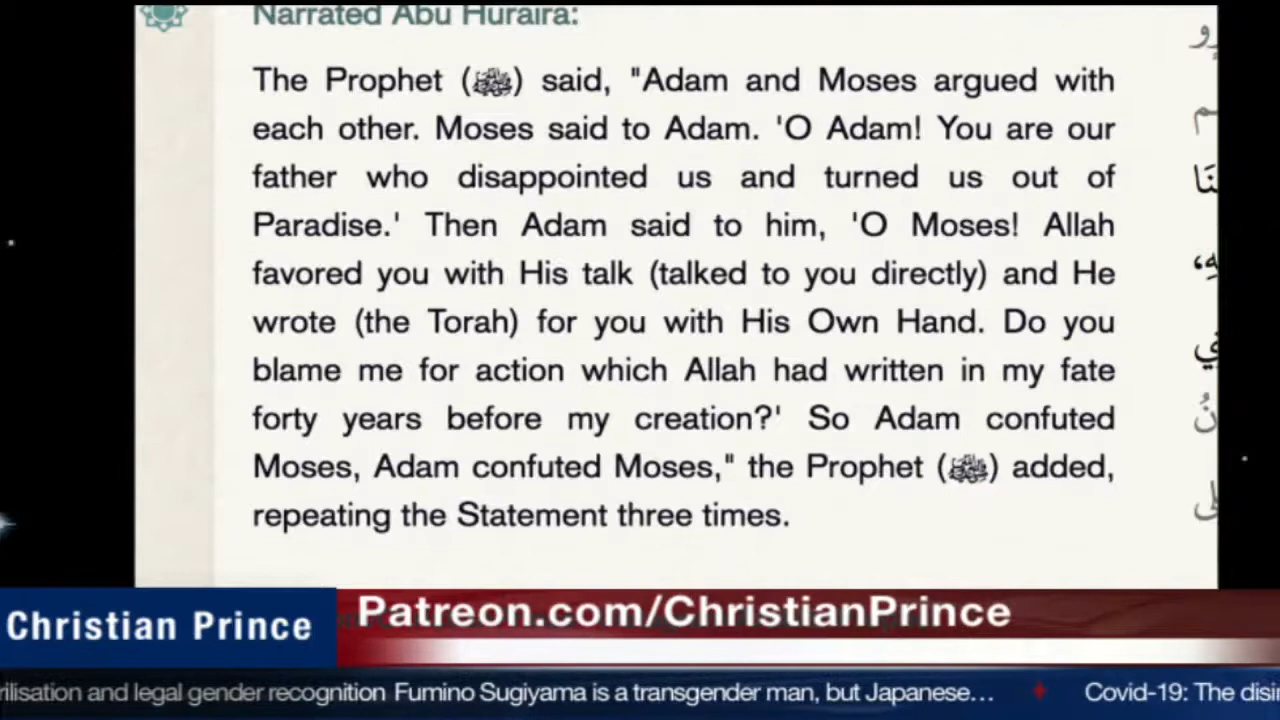 Narrated Abu Huraira:
The Prophet (ﷺ) said, "Adam and Moses argued with
each other. Moses said to Adam. 'O Adam! You are our
father who disappointed us and turned us out of
Paradise.' Then Adam said to him, 'O Moses! Allah
favored you with His talk (talked to you directly) and He
wrote (the Torah) for you with His Own Hand. Do you
blame me for action which Allah had written in my fate
forty years before my creation?' So Adam confuted
Moses, Adam confuted Moses," the Prophet (ﷺ) added,
repeating the Statement three times.
Christian Prince
Patreon.com/ChristianPrince
rilisation and legal gender recognition Fumino Sugiyama is a transgender man, but Japanese... Covid-19: The disin